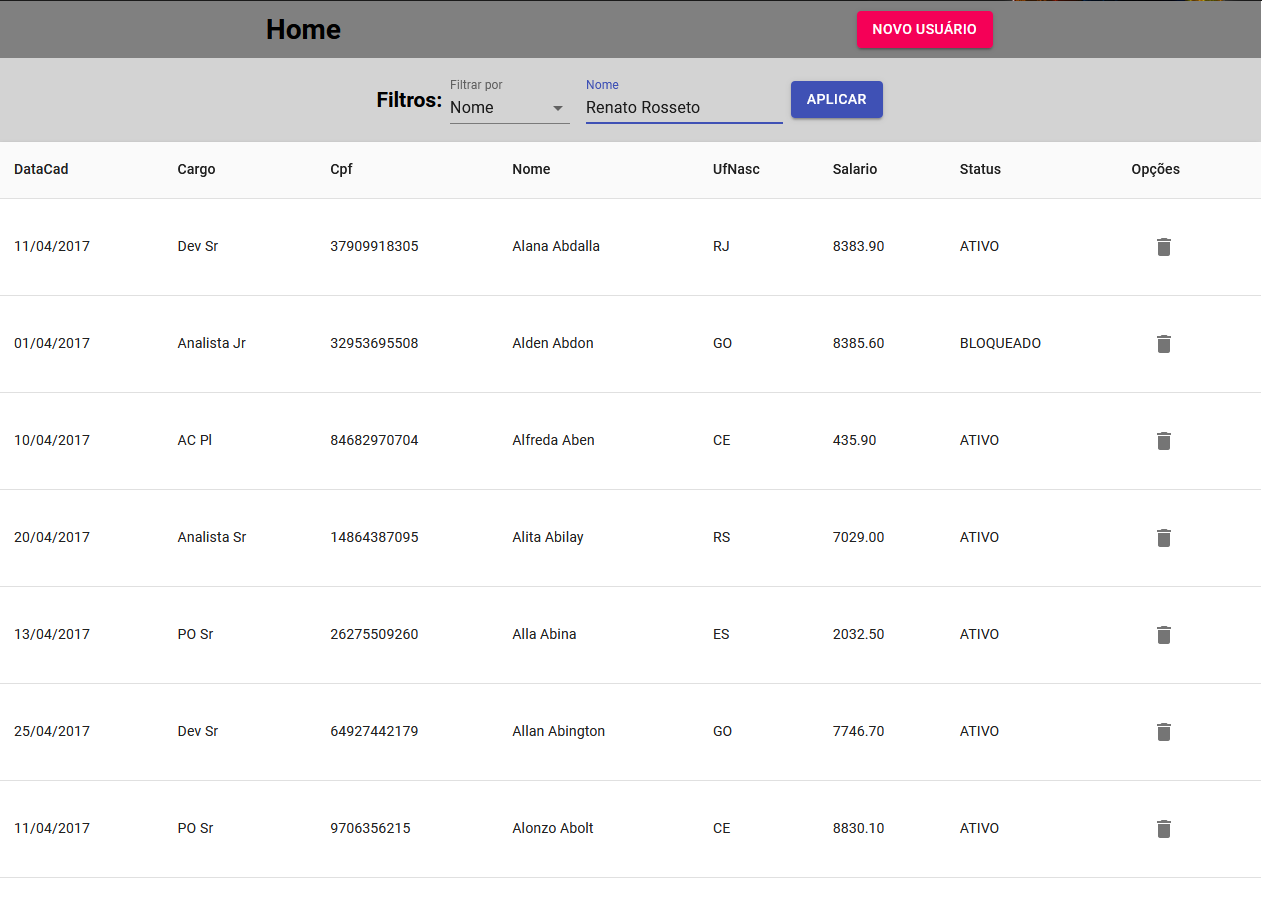 Home NOVO USUÁRIO
Filtros: Filtrar por Nome Nome Renato Rosseto APLICAR
DataCad Cargo Cpf Nome UfNasc Salario Status Opções
11/04/2017 Dev Sr 37909918305 Alana Abdalla RJ 8383.90 ATIVO
01/04/2017 Analista Jr 32953695508 Alden Abdon GO 8385.60 BLOQUEADO
10/04/2017 AC Pl 84682970704 Alfreda Aben CE 435.90 ATIVO
20/04/2017 Analista Sr 14864387095 Alita Abilay RS 7029.00 ATIVO
13/04/2017 PO Sr 26275509260 Alla Abina ES 2032.50 ATIVO
25/04/2017 Dev Sr 64927442179 Allan Abington GO 7746.70 ATIVO
11/04/2017 PO Sr 9706356215 Alonzo Abolt CE 8830.10 ATIVO